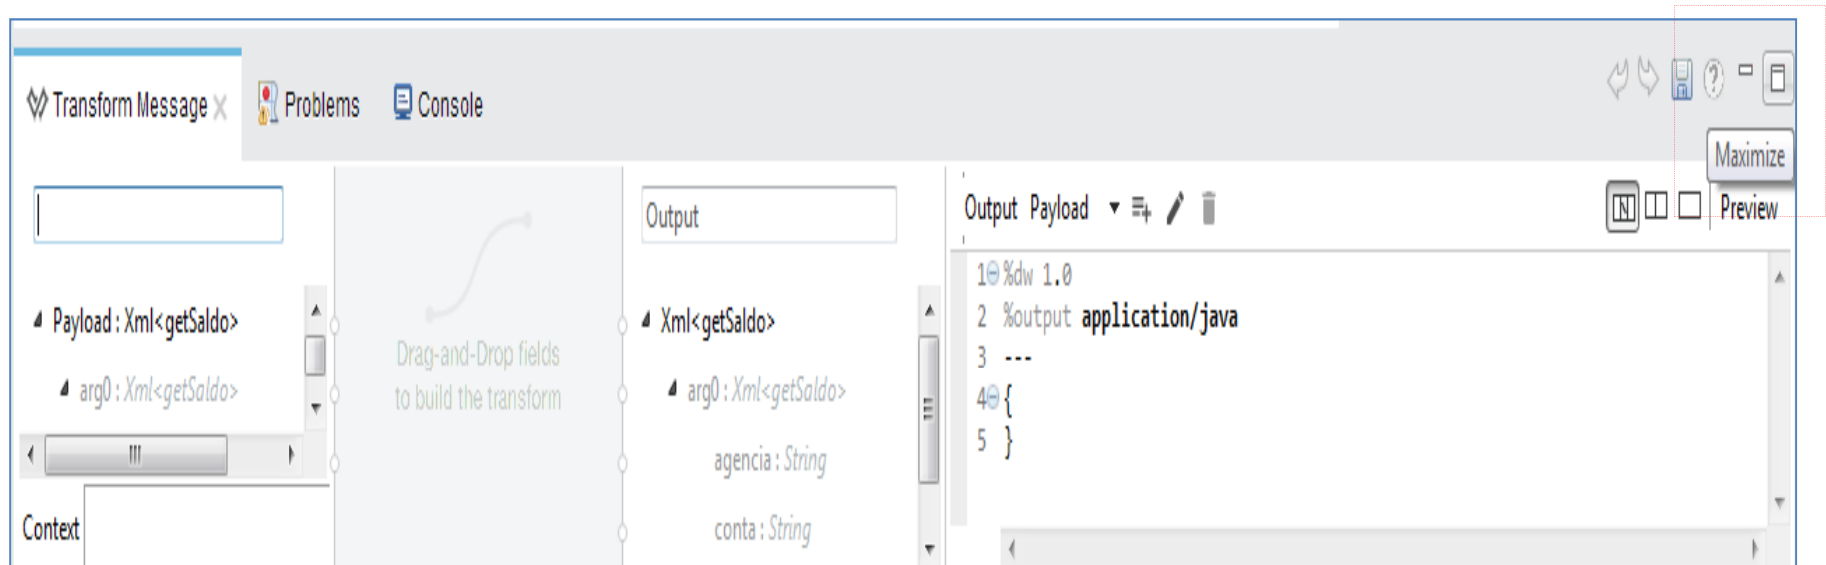 Transform Message
Problems
Console
Maximize
Output
Output Payload
Preview
Payload : Xml<getSaldo>
arg0 : Xml<getSaldo>
Context
Drag-and-Drop fields
to build the transform
Xml<getSaldo>
arg0 : Xml<getSaldo>
agencia : String
conta : String
1 %dw 1.0
2 %output application/java
3 ---
4 {
5 }